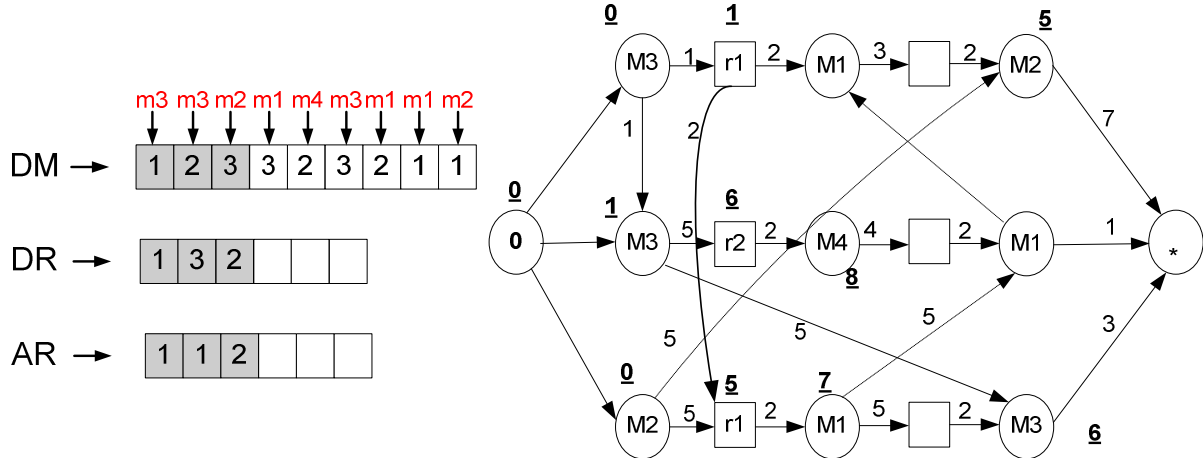 m3 m3 m2 m1 m4 m3 m1 m1 m2
DM 1 2 3 3 2 3 2 1 1
DR 1 3 2
AR 1 1 2
0 1 5
M3 1 r1 2 M1 3 2 M2
1 2 7
0 1 6
0 M3 5 r2 2 M4 4 2 M1 1 *
8
5 5 5 3
0 5 7
M2 5 r1 2 M1 5 2 M3 6